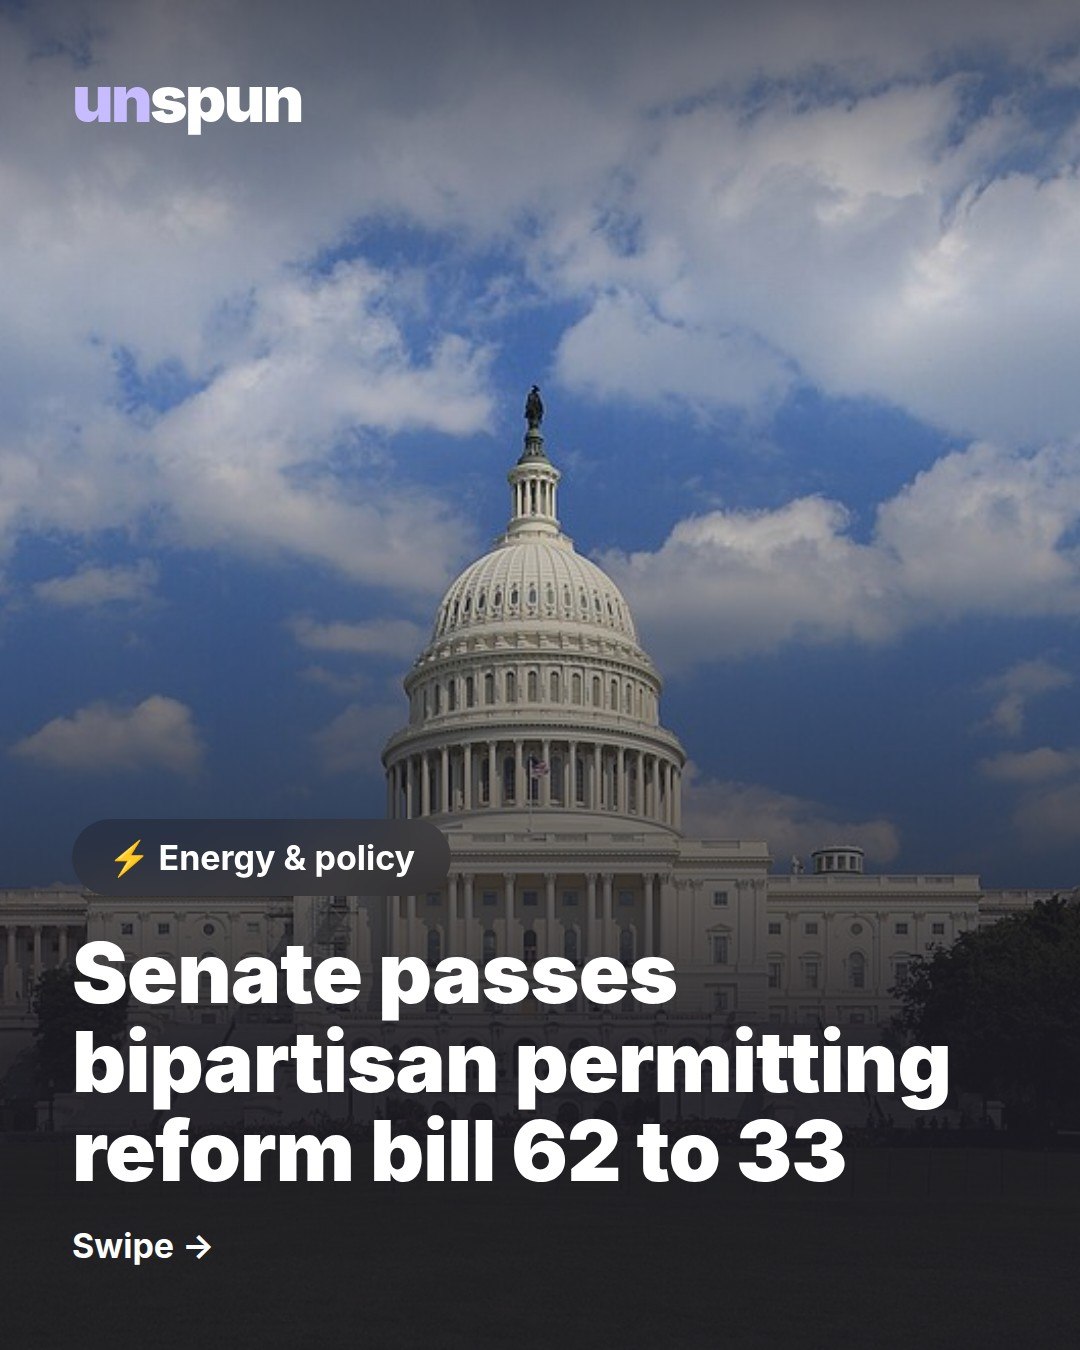 unspun
⚡ Energy & policy
Senate passes
bipartisan permitting
reform bill 62 to 33
Swipe →